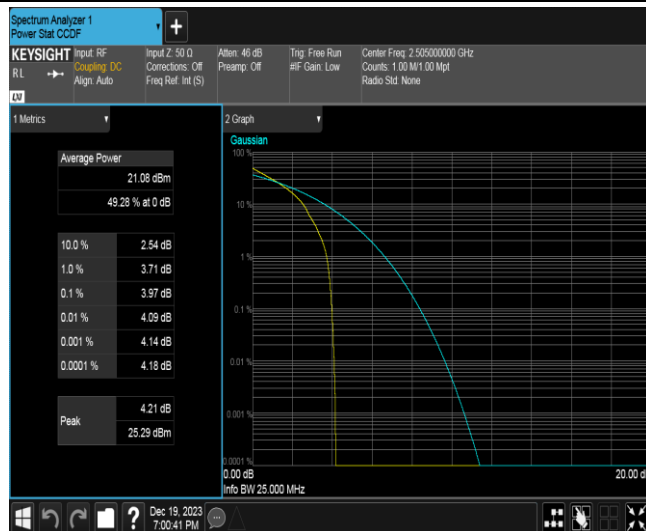 Spectrum Analyzer 1
Power Stat CCDF
+
KEYSIGHT
RL
Input: RF
Coupling: DC
Align: Auto
Input Z: 50 Ω
Corrections: Off
Freq Ref: Int (S)
Atten: 46 dB
Preamp: Off
Trig: Free Run
#IF Gain: Low
Center Freq: 2.505000000 GHz
Counts: 1.00 M/1.00 Mpt
Radio Std: None
LXI
1 Metrics
Average Power
21.08 dBm
49.28 % at 0 dB
10.0 % 2.54 dB
1.0 % 3.71 dB
0.1 % 3.97 dB
0.01 % 4.09 dB
0.001 % 4.14 dB
0.0001 % 4.18 dB
Peak
4.21 dB
25.29 dBm
2 Graph
Gaussian
100 %
10 %
1 %
0.1 %
0.01 %
0.001 %
0.0001 %
0.00 dB
20.00 d
Info BW 25.000 MHz
?
Dec 19, 2023
7:00:41 PM